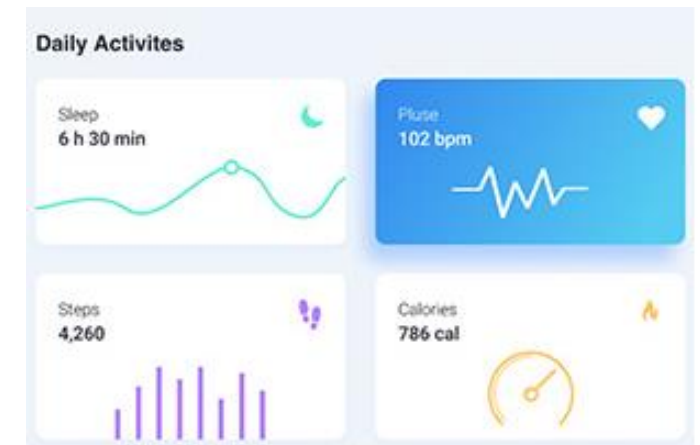 Daily Activites
Sleep
6 h 30 min
Pluse
102 bpm
Steps
4,260
Calories
786 cal